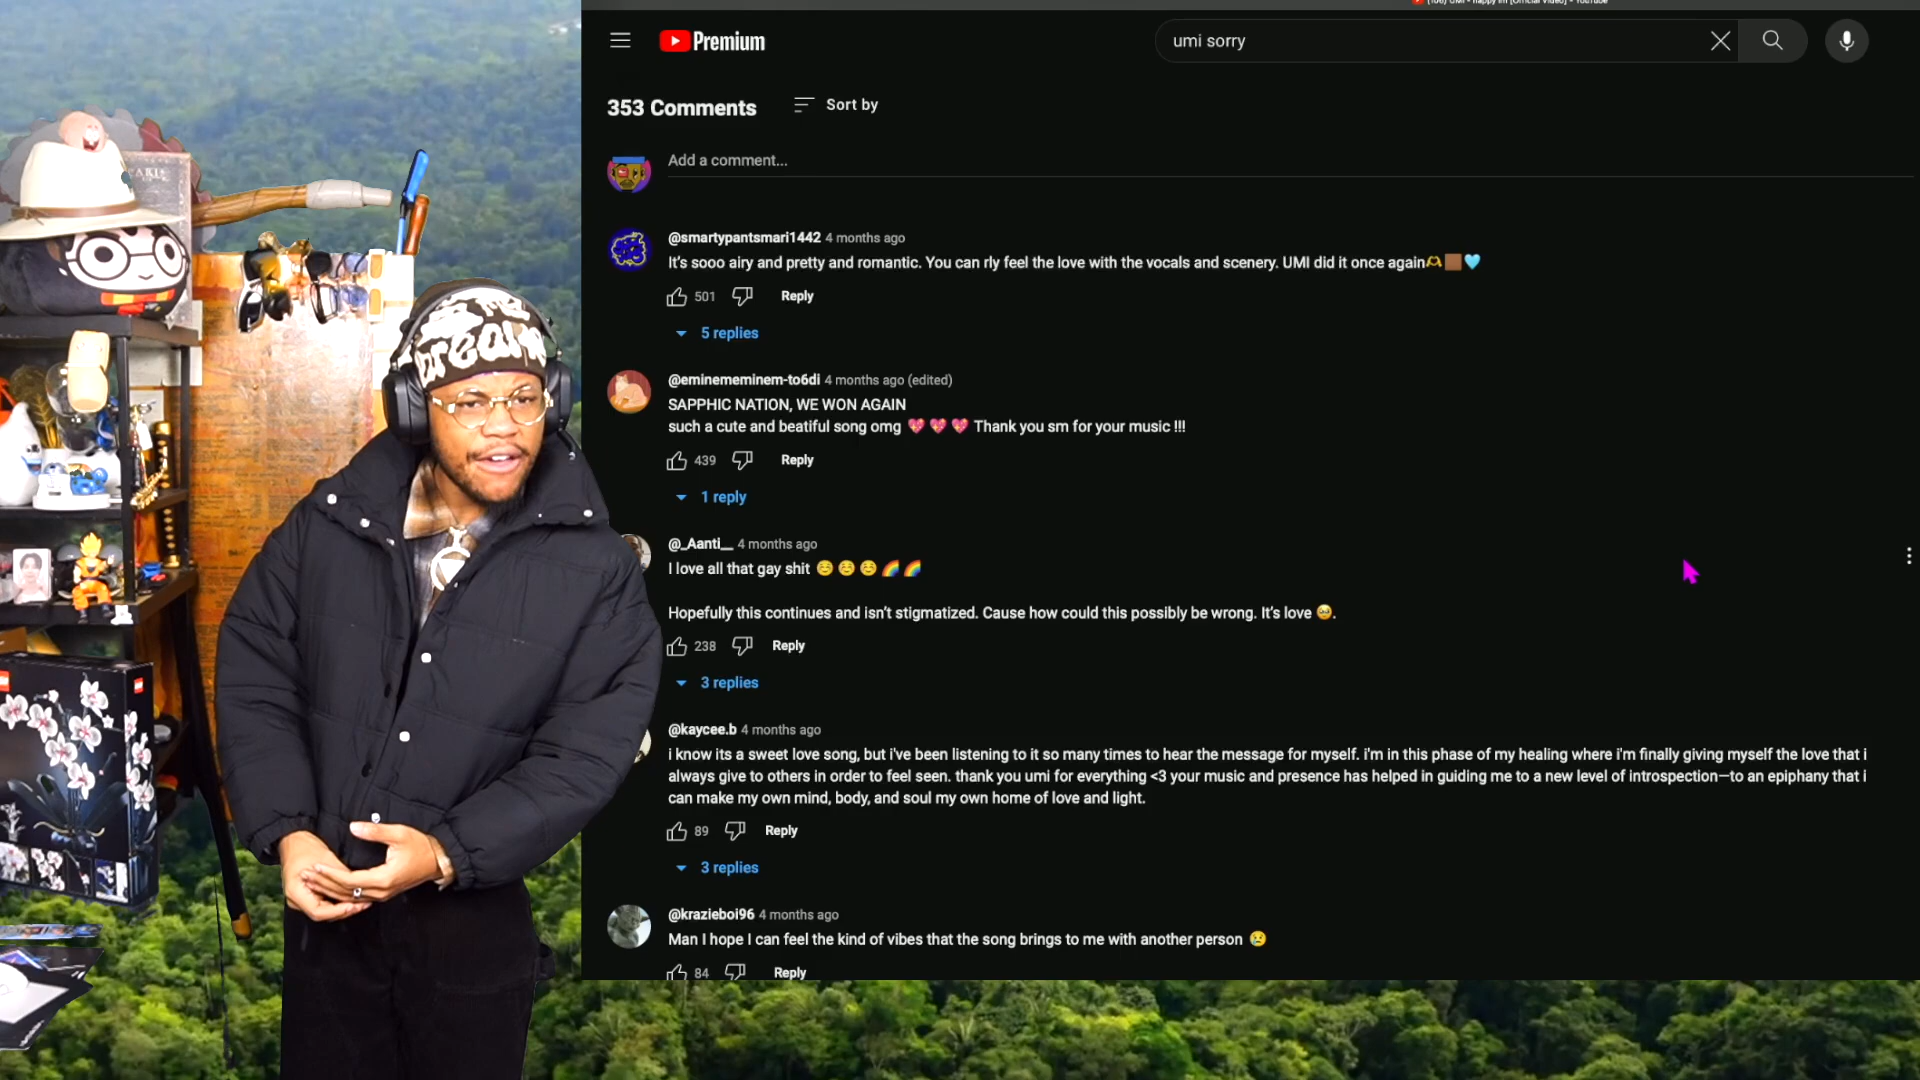 (106) UMI - happy im [Official Video] - YouTube
Premium
umi sorry
353 Comments
Sort by
Add a comment...
@smartypantsmari1442 4 months ago
It's sooo airy and pretty and romantic. You can rly feel the love with the vocals and scenery. UMI did it once again🫶🏾🩵
501
Reply
5 replies
@eminememinem-to6di 4 months ago (edited)
SAPPHIC NATION, WE WON AGAIN
such a cute and beatiful song omg 💖 💖 💖 Thank you sm for your music !!!
439
Reply
1 reply
@_Aanti__ 4 months ago
I love all that gay shit ☺️ ☺️ ☺️ 🌈 🌈
Hopefully this continues and isn't stigmatized. Cause how could this possibly be wrong. It's love 🥹.
238
Reply
3 replies
@kaycee.b 4 months ago
i know its a sweet love song, but i've been listening to it so many times to hear the message for myself. i'm in this phase of my healing where i'm finally giving myself the love that i
always give to others in order to feel seen. thank you umi for everything <3 your music and presence has helped in guiding me to a new level of introspection—to an epiphany that i
can make my own mind, body, and soul my own home of love and light.
89
Reply
3 replies
@krazieboi96 4 months ago
Man I hope I can feel the kind of vibes that the song brings to me with another person 😢
84
Reply